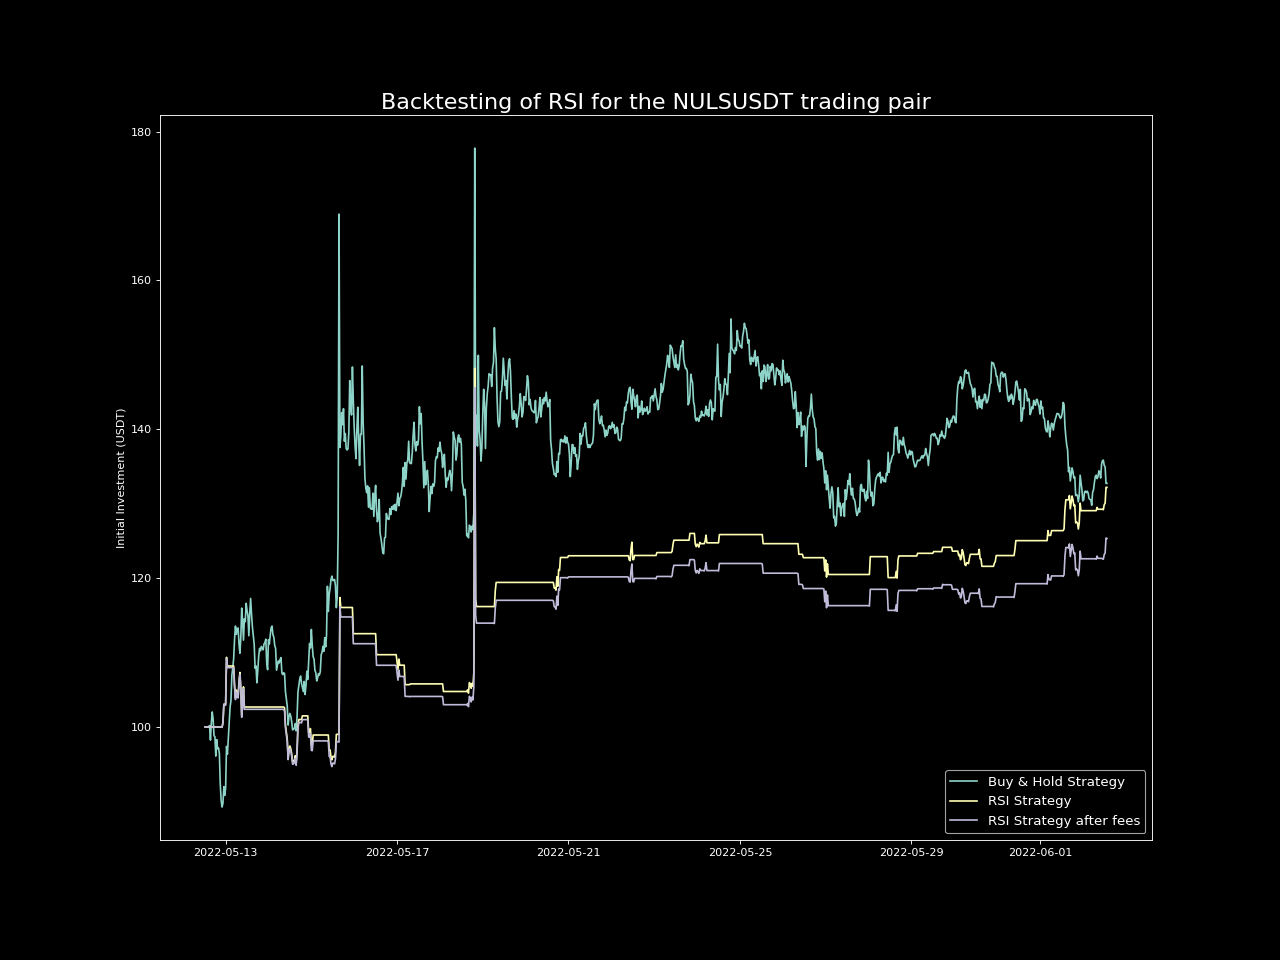 Backtesting of RSI for the NULSUSDT trading pair
180
160
140
120
100
Initial Investment (USDT)
2022-05-13
2022-05-17
2022-05-21
2022-05-25
2022-05-29
2022-06-01
Buy & Hold Strategy
RSI Strategy
RSI Strategy after fees